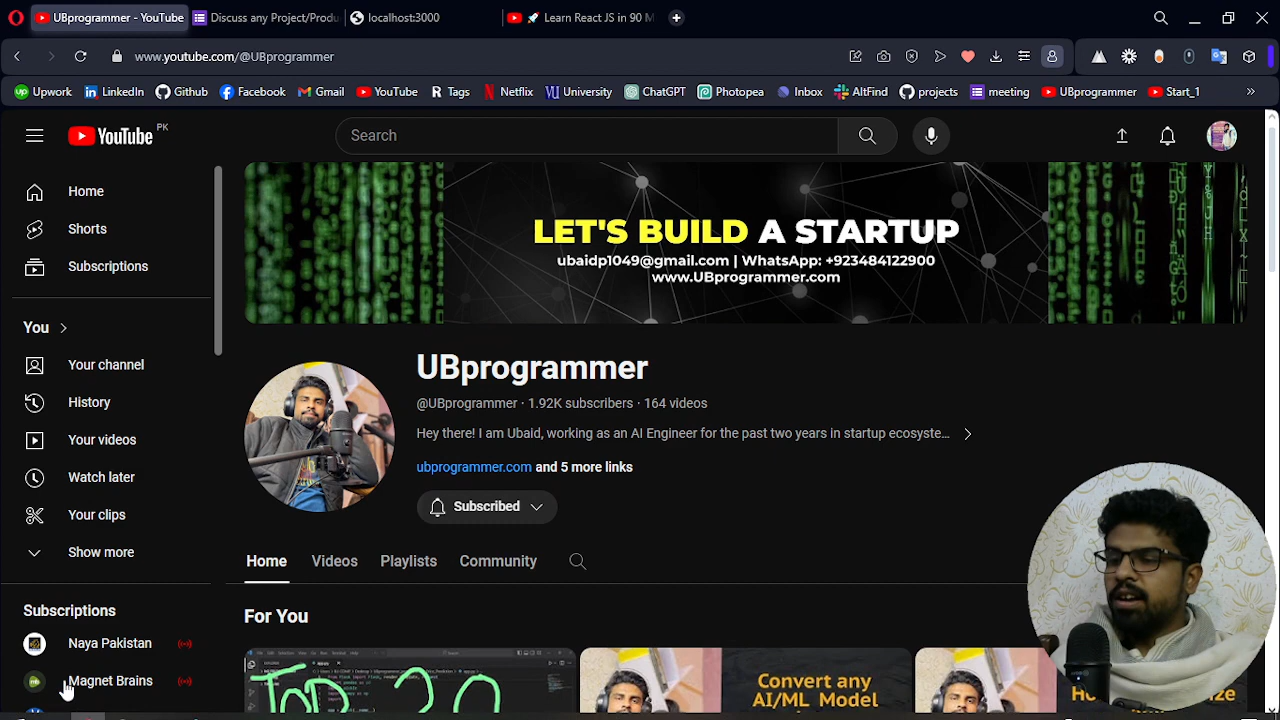 UBprogrammer - YouTube
Discuss any Project/Produ
localhost:3000
🚀 Learn React JS in 90 M
www.youtube.com/@UBprogrammer
Upwork
LinkedIn
Github
Facebook
Gmail
YouTube
Tags
Netflix
University
ChatGPT
Photopea
Inbox
AltFind
projects
meeting
UBprogrammer
Start_1
YouTube PK
Search
Home
Shorts
Subscriptions
You
Your channel
History
Your videos
Watch later
Your clips
Show more
Subscriptions
Naya Pakistan
Magnet Brains
LET'S BUILD A STARTUP
ubaidp1049@gmail.com | WhatsApp: +923484122900
www.UBprogrammer.com
UBprogrammer
@UBprogrammer · 1.92K subscribers · 164 videos
Hey there! I am Ubaid, working as an AI Engineer for the past two years in startup ecosyste...
ubprogrammer.com and 5 more links
Subscribed
Home
Videos
Playlists
Community
For You
Top 20
Convert any
AI/ML Model